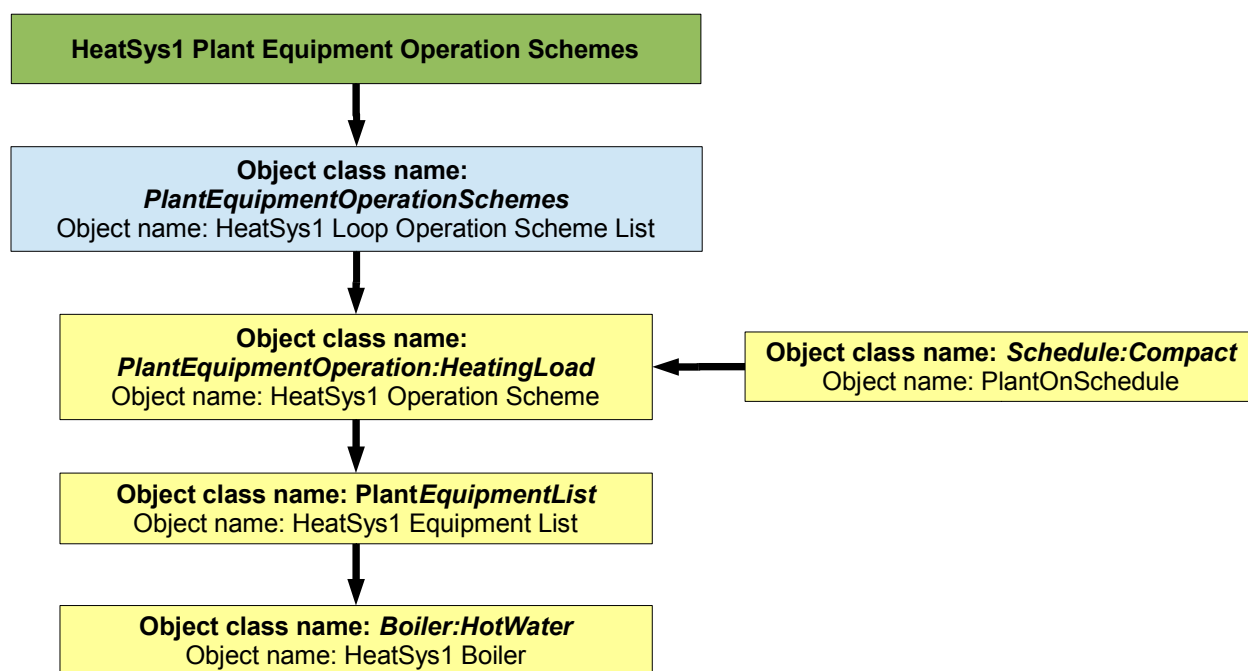 HeatSys1 Plant Equipment Operation Schemes
Object class name:
PlantEquipmentOperationSchemes
Object name: HeatSys1 Loop Operation Scheme List
Object class name:
PlantEquipmentOperation:HeatingLoad
Object name: HeatSys1 Operation Scheme
Object class name: Schedule:Compact
Object name: PlantOnSchedule
Object class name: PlantEquipmentList
Object name: HeatSys1 Equipment List
Object class name: Boiler:HotWater
Object name: HeatSys1 Boiler